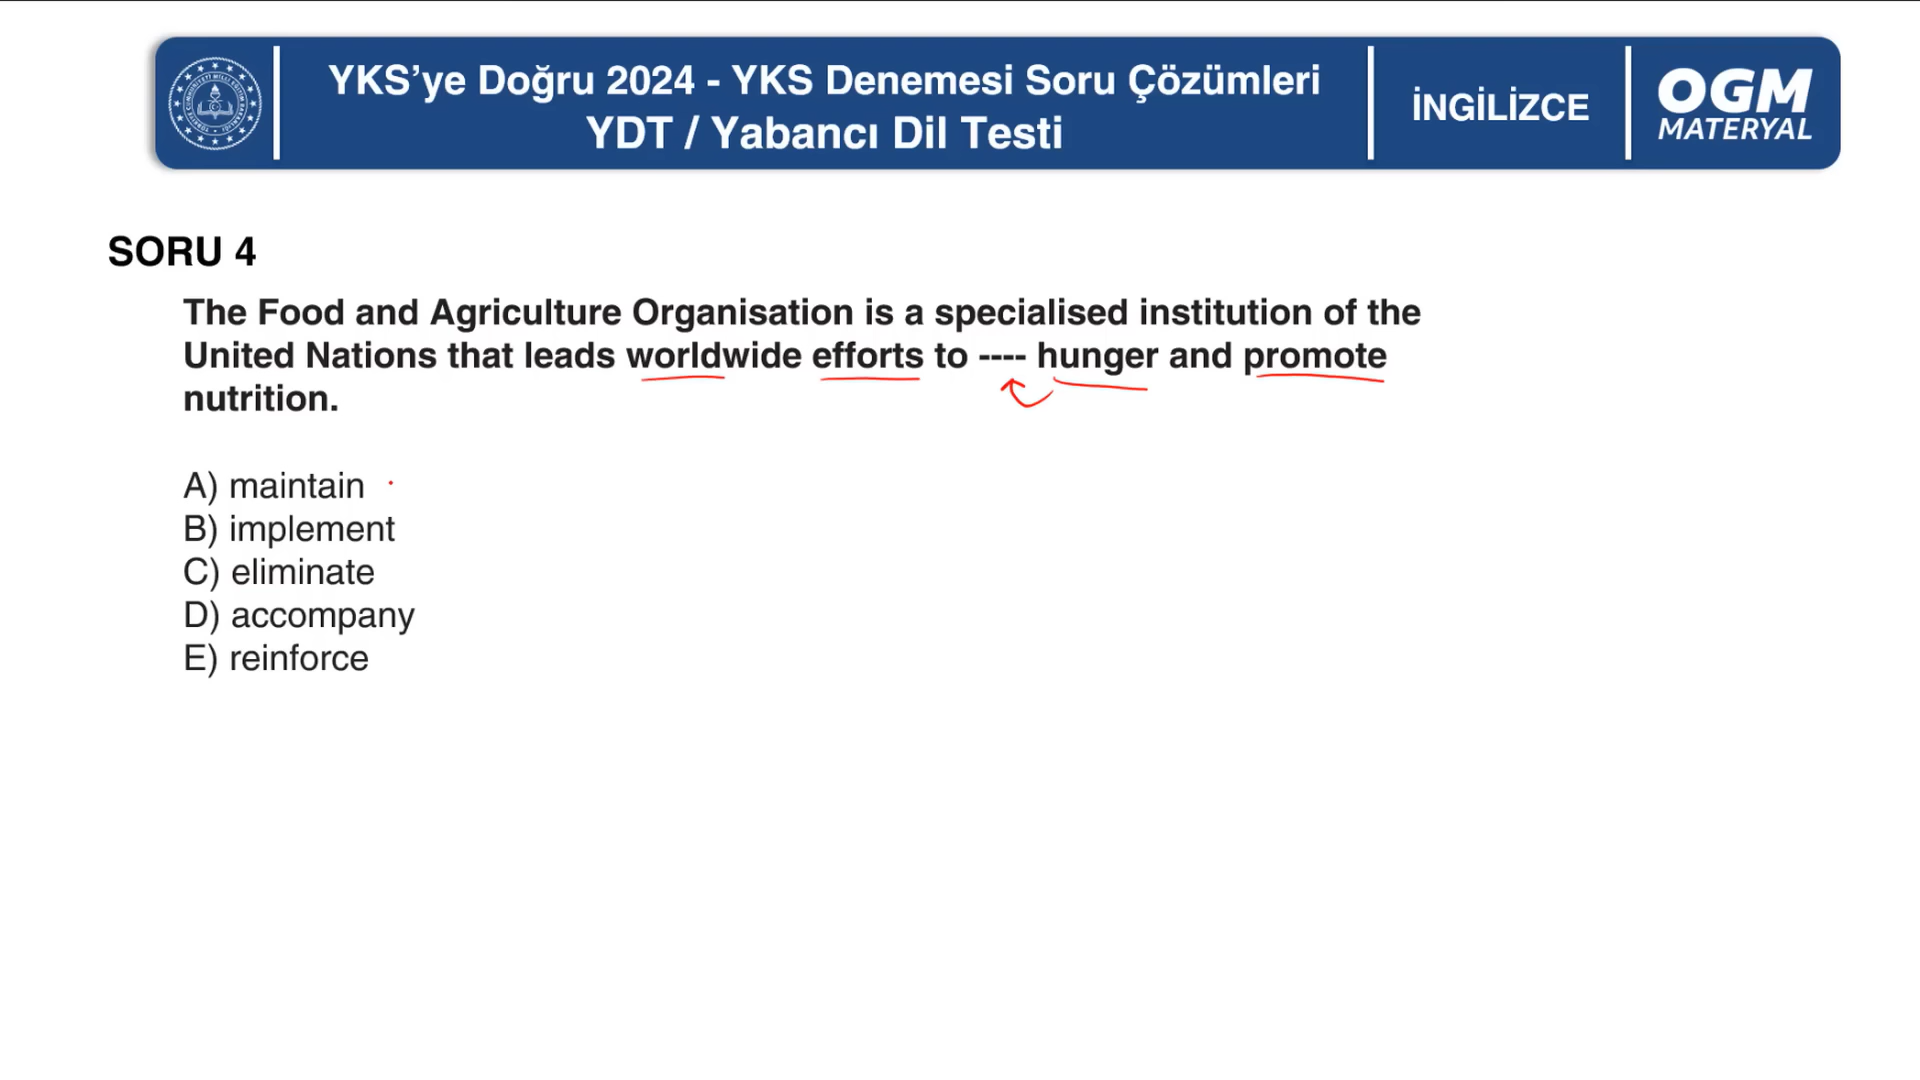 YKS'ye Doğru 2024 - YKS Denemesi Soru Çözümleri
YDT / Yabancı Dil Testi
İNGİLİZCE
OGM
MATERYAL
SORU 4
The Food and Agriculture Organisation is a specialised institution of the
United Nations that leads worldwide efforts to ---- hunger and promote
nutrition.
A) maintain
B) implement
C) eliminate
D) accompany
E) reinforce